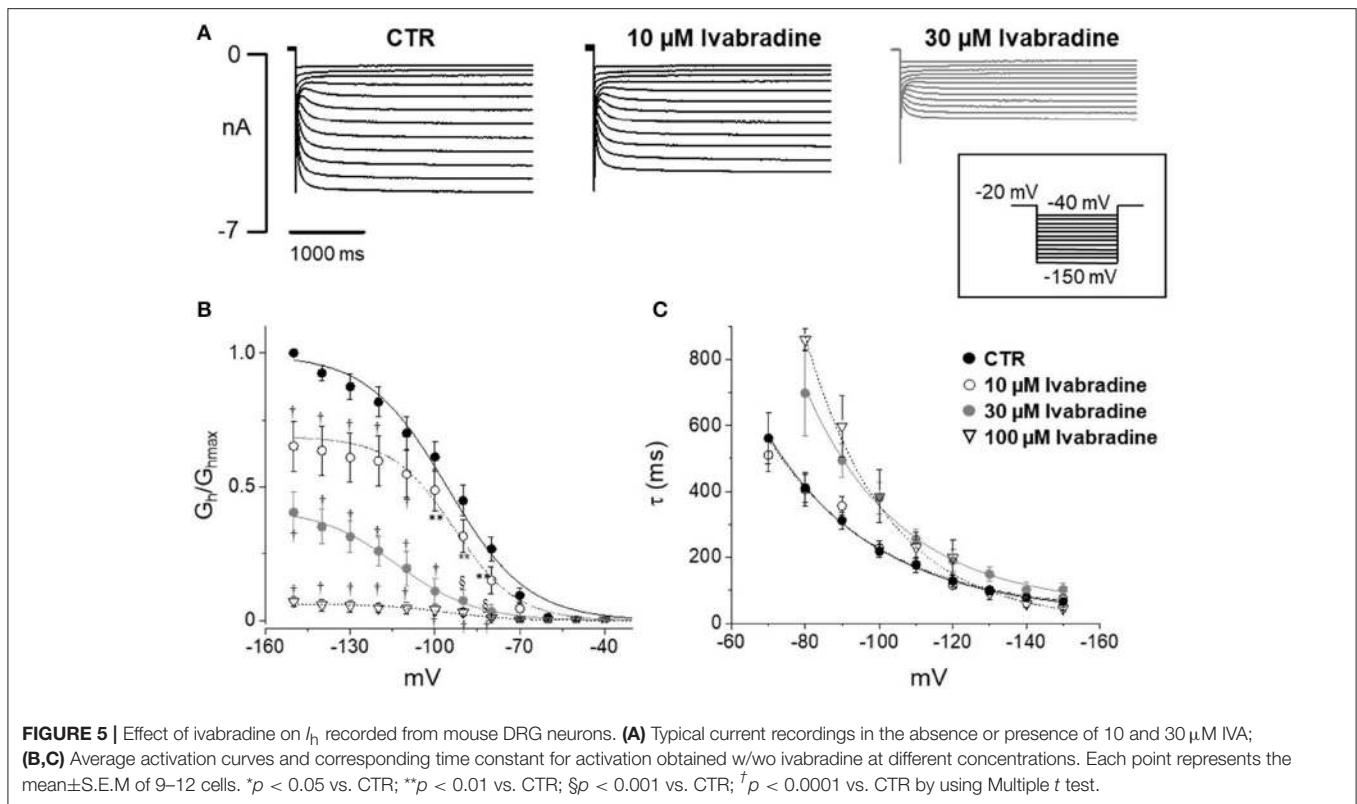 A
CTR
10 µM Ivabradine
30 µM Ivabradine
0
nA
-7
1000 ms
-20 mV
-40 mV
-150 mV
B
G_h/G_hmax
1.0
0.5
0
† † † †
† ** ** **
† † † † † † § §
† † † † † † † †
-160
-130
-100
-70
-40
mV
C
τ (ms)
800
600
400
200
0
-60
-80
-100
-120
-140
-160
mV
CTR
10 µM Ivabradine
30 µM Ivabradine
100 µM Ivabradine
FIGURE 5 | Effect of ivabradine on I_h recorded from mouse DRG neurons. (A) Typical current recordings in the absence or presence of 10 and 30 µM IVA;
(B,C) Average activation curves and corresponding time constant for activation obtained w/wo ivabradine at different concentrations. Each point represents the
mean±S.E.M of 9–12 cells. *p < 0.05 vs. CTR; **p < 0.01 vs. CTR; §p < 0.001 vs. CTR; †p < 0.0001 vs. CTR by using Multiple t test.